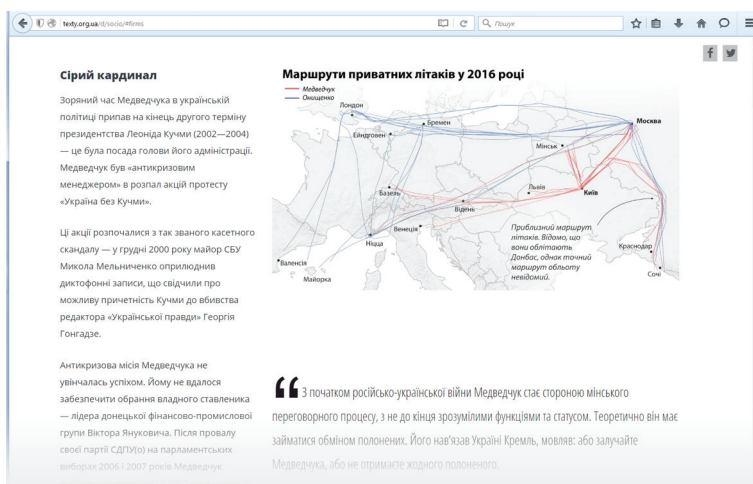 texty.org.ua/d/socio/#firms
Пошук
Сірий кардинал
Зоряний час Медведчука в українській
політиці припав на кінець другого терміну
президентства Леоніда Кучми (2002—2004)
— це була посада голови його адміністрації.
Медведчук був «антикризовим
менеджером» в розпал акцій протесту
«Україна без Кучми».
Ці акції розпочалися з так званого касетного
скандалу — у грудні 2000 року майор СБУ
Микола Мельниченко оприлюднив
диктофонні записи, що свідчили про
можливу причетність Кучми до вбивства
редактора «Української правди» Георгія
Гонгадзе.
Антикризова місія Медведчука не
увінчалась успіхом. Йому не вдалося
забезпечити обрання владного ставленика
— лідера донецької фінансово-промислової
групи Віктора Януковича. Після провалу
своєї партії СДПУ(о) на парламентських
виборах 2006 і 2007 років Медведчук
Маршрути приватних літаків у 2016 році
Медведчук
Онищенко
Лондон
Бремен
Ейндговен
Москва
Мінськ
Базель
Львів
Київ
Відень
Венеція
Ніцца
Валенсія
Майорка
Приблизний маршрут
літаків. Відомо, що
вони облітають
Донбас, однак точний
маршрут обльоту
невідомий.
Краснодар
Сочі
“ З початком російсько-української війни Медведчук стає стороною мінського
переговорного процесу, з не до кінця зрозумілими функціями та статусом. Теоретично він має
займатися обміном полонених. Його нав'язав Україні Кремль, мовляв: або залучайте
Медведчука, або не отримаєте жодного полоненого.